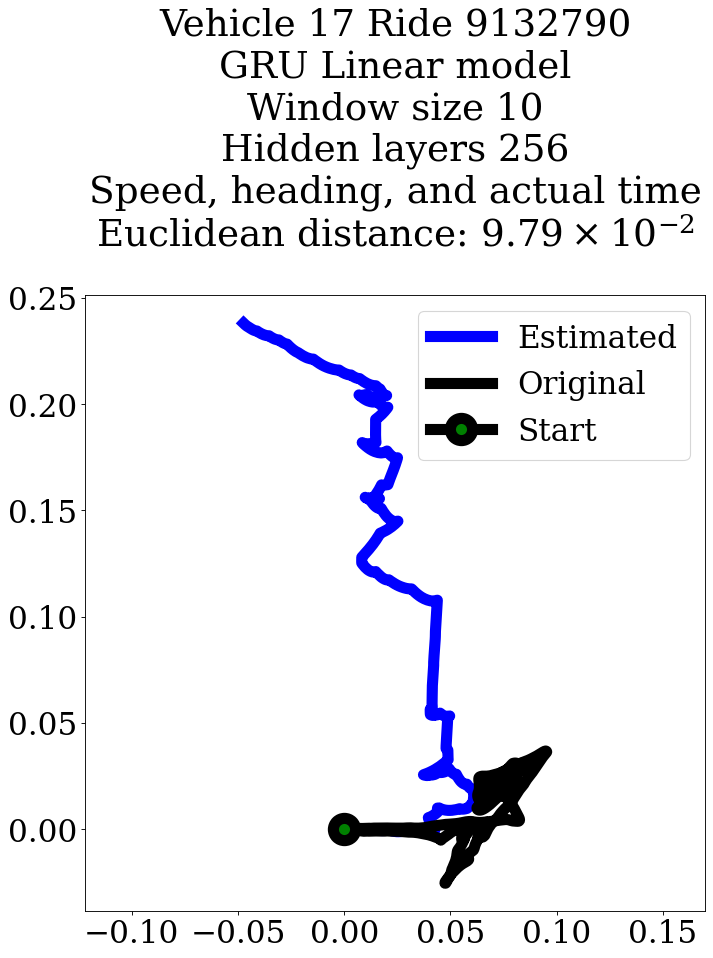 Vehicle 17 Ride 9132790
GRU Linear model
Window size 10
Hidden layers 256
Speed, heading, and actual time
Euclidean distance: 9.79 × 10⁻²
0.25
0.20
0.15
0.10
0.05
0.00
Estimated
Original
Start
−0.10 −0.05 0.00 0.05 0.10 0.15